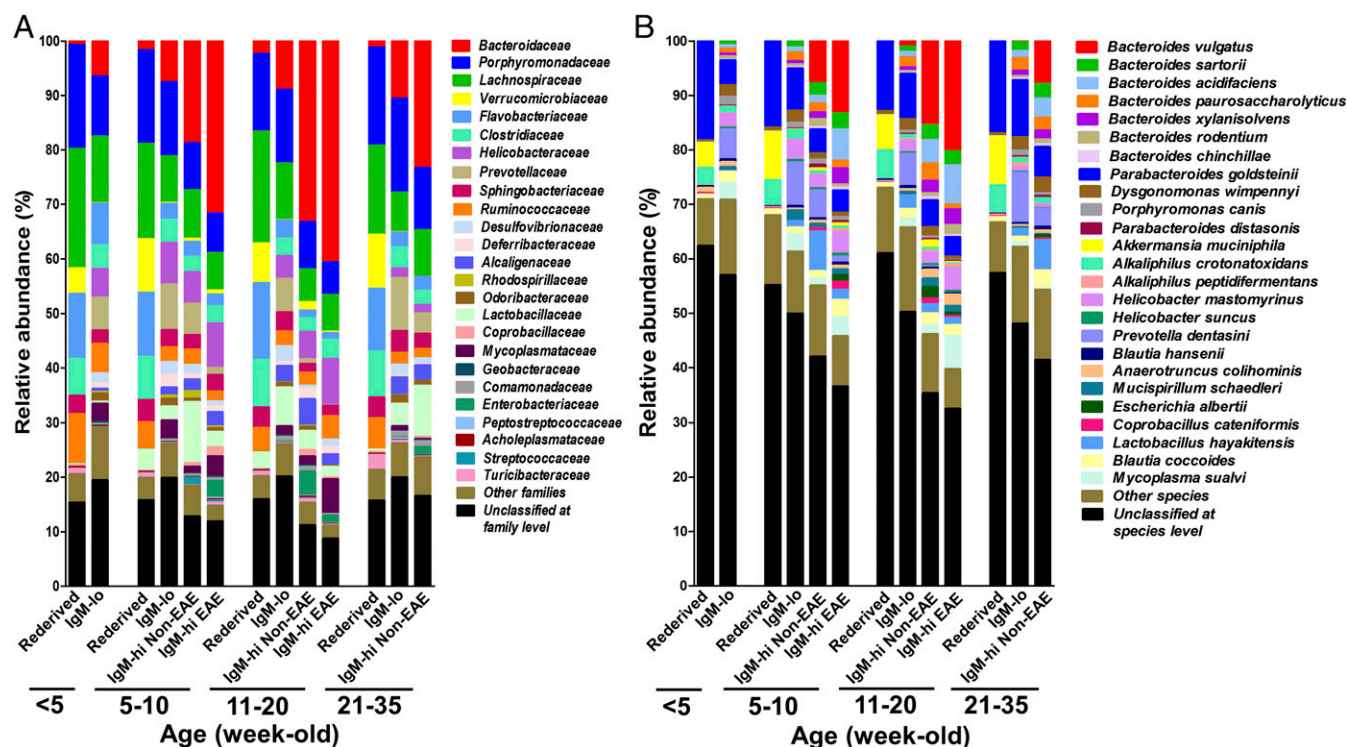 A
Relative abundance (%)
100
90
80
70
60
50
40
30
20
10
0
Rederived
IgM-lo
Rederived
IgM-lo
IgM-hi Non-EAE
IgM-hi EAE
Rederived
IgM-lo
IgM-hi Non-EAE
IgM-hi EAE
Rederived
IgM-lo
IgM-hi Non-EAE
<5
5-10
11-20
21-35
Age (week-old)
Bacteroidaceae
Porphyromonadaceae
Lachnospiraceae
Verrucomicrobiaceae
Flavobacteriaceae
Clostridiaceae
Helicobacteraceae
Prevotellaceae
Sphingobacteriaceae
Ruminococcaceae
Desulfovibrionaceae
Deferribacteraceae
Alcaligenaceae
Rhodospirillaceae
Odoribacteraceae
Lactobacillaceae
Coprobacillaceae
Mycoplasmataceae
Geobacteraceae
Comamonadaceae
Enterobacteriaceae
Peptostreptococcaceae
Acholeplasmataceae
Streptococcaceae
Turicibacteraceae
Other families
Unclassified at
family level
B
Relative abundance (%)
100
90
80
70
60
50
40
30
20
10
0
Rederived
IgM-lo
Rederived
IgM-lo
IgM-hi Non-EAE
IgM-hi EAE
Rederived
IgM-lo
IgM-hi Non-EAE
IgM-hi EAE
Rederived
IgM-lo
IgM-hi Non-EAE
<5
5-10
11-20
21-35
Age (week-old)
Bacteroides vulgatus
Bacteroides sartorii
Bacteroides acidifaciens
Bacteroides paurosaccharolyticus
Bacteroides xylanisolvens
Bacteroides rodentium
Bacteroides chinchillae
Parabacteroides goldsteinii
Dysgonomonas wimpennyi
Porphyromonas canis
Parabacteroides distasonis
Akkermansia muciniphila
Alkaliphilus crotonatoxidans
Alkaliphilus peptidifermentans
Helicobacter mastomyrinus
Helicobacter suncus
Prevotella dentasini
Blautia hansenii
Anaerotruncus colihominis
Mucispirillum schaedleri
Escherichia albertii
Coprobacillus cateniformis
Lactobacillus hayakitensis
Blautia coccoides
Mycoplasma sualvi
Other species
Unclassified at
species level